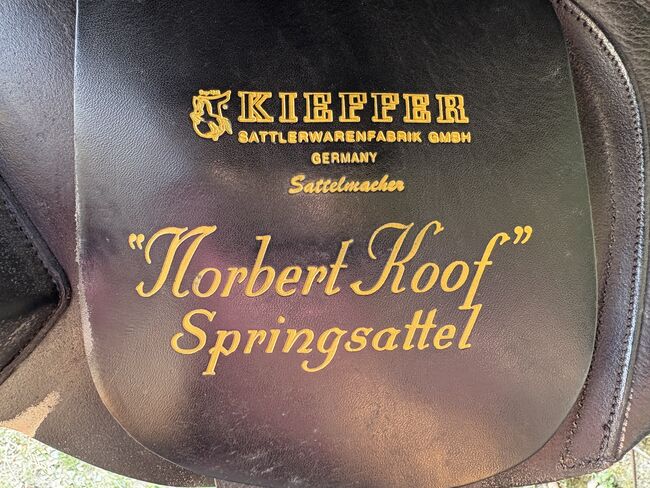 KIEFFER
SATTLERWARENFABRIK GMBH
GERMANY
Sattelmacher
"Norbert Koof"
Springsattel